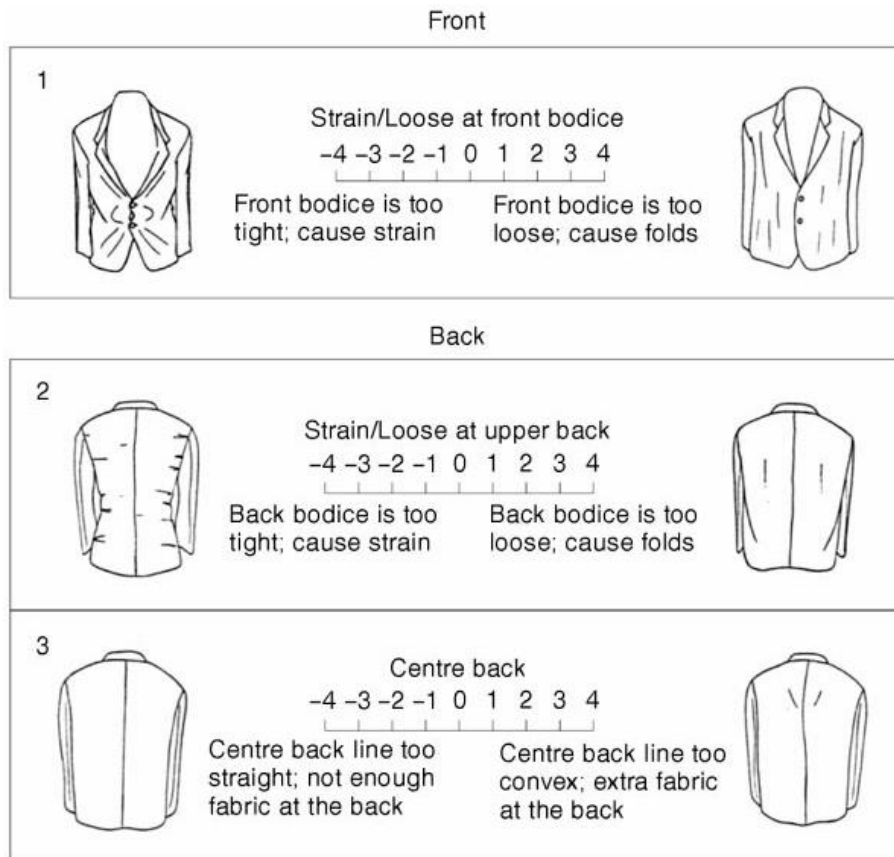 Front
1
Strain/Loose at front bodice
–4 –3 –2 –1 0 1 2 3 4
Front bodice is too
tight; cause strain
Front bodice is too
loose; cause folds
Back
2
Strain/Loose at upper back
–4 –3 –2 –1 0 1 2 3 4
Back bodice is too
tight; cause strain
Back bodice is too
loose; cause folds
3
Centre back
–4 –3 –2 –1 0 1 2 3 4
Centre back line too
straight; not enough
fabric at the back
Centre back line too
convex; extra fabric
at the back